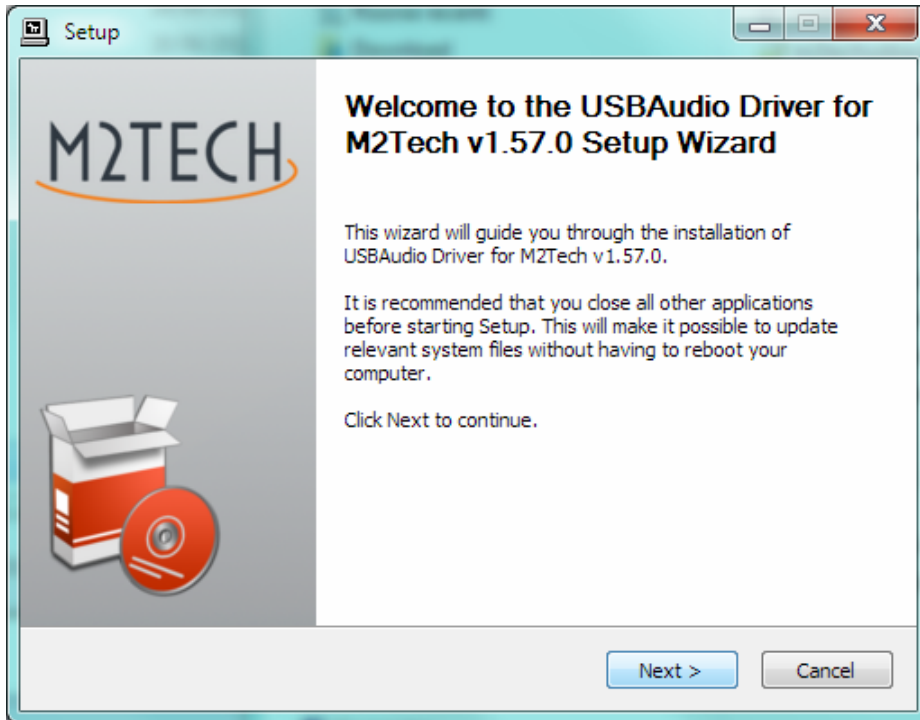 Setup
M2TECH
Welcome to the USBAudio Driver for
M2Tech v1.57.0 Setup Wizard
This wizard will guide you through the installation of
USBAudio Driver for M2Tech v1.57.0.
It is recommended that you close all other applications
before starting Setup. This will make it possible to update
relevant system files without having to reboot your
computer.
Click Next to continue.
Next >
Cancel